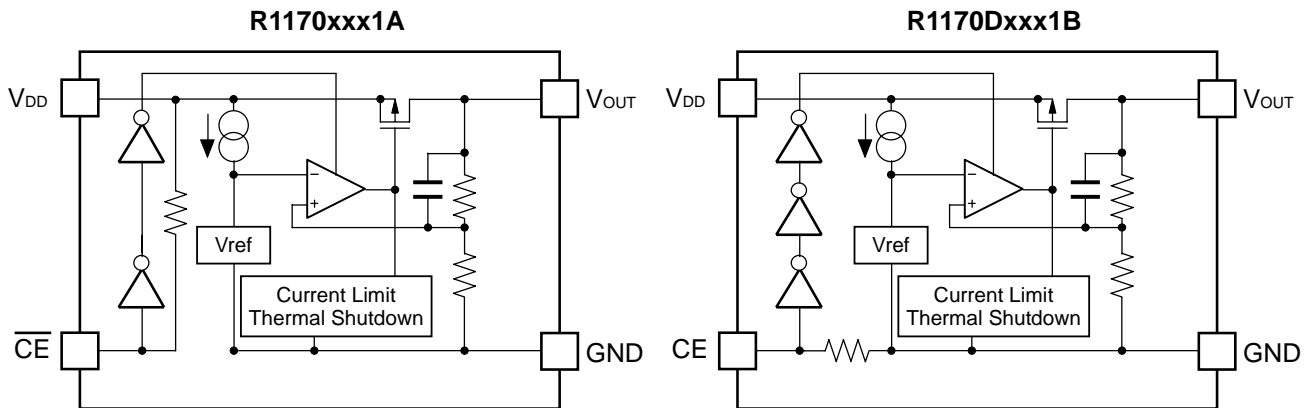 R1170xxx1A
VDD
VOUT
−
+
Vref
Current Limit
Thermal Shutdown
C̅E̅
GND
R1170Dxxx1B
VDD
VOUT
−
+
Vref
Current Limit
Thermal Shutdown
CE
GND